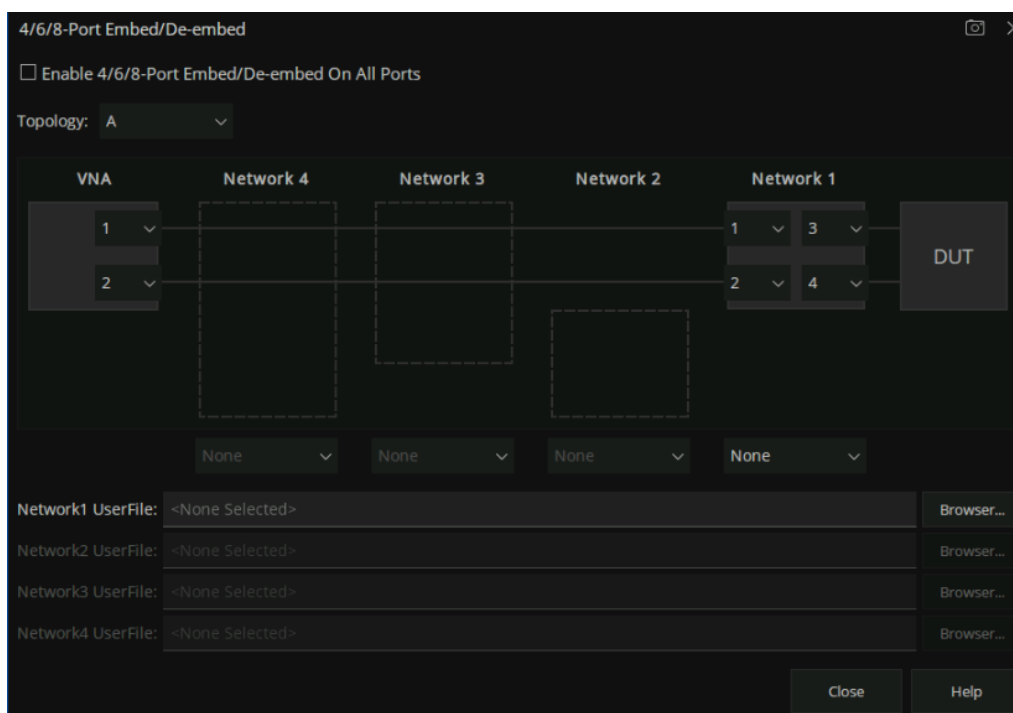 4/6/8-Port Embed/De-embed
Enable 4/6/8-Port Embed/De-embed On All Ports
Topology: A
VNA Network 4 Network 3 Network 2 Network 1
1 1 3
DUT
2 2 4
None None None None
Network1 UserFile: <None Selected> Browser...
Network2 UserFile: <None Selected> Browser...
Network3 UserFile: <None Selected> Browser...
Network4 UserFile: <None Selected> Browser...
Close Help